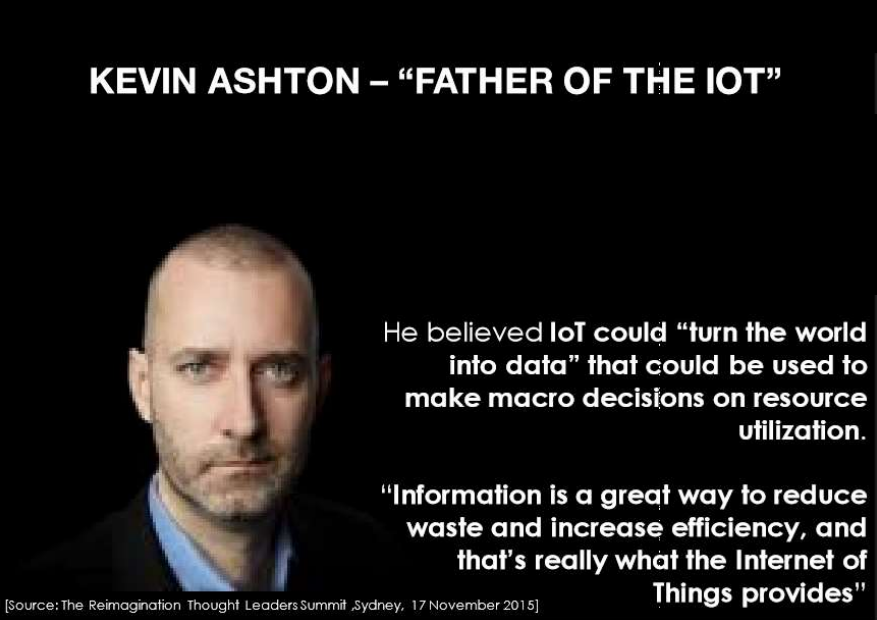 KEVIN ASHTON – “FATHER OF THE IOT”
He believed IoT could “turn the world
into data” that could be used to
make macro decisions on resource
utilization.
“Information is a great way to reduce
waste and increase efficiency, and
that’s really what the Internet of
Things provides”
[Source: The Reimagination Thought Leaders Summit ,Sydney, 17 November 2015]